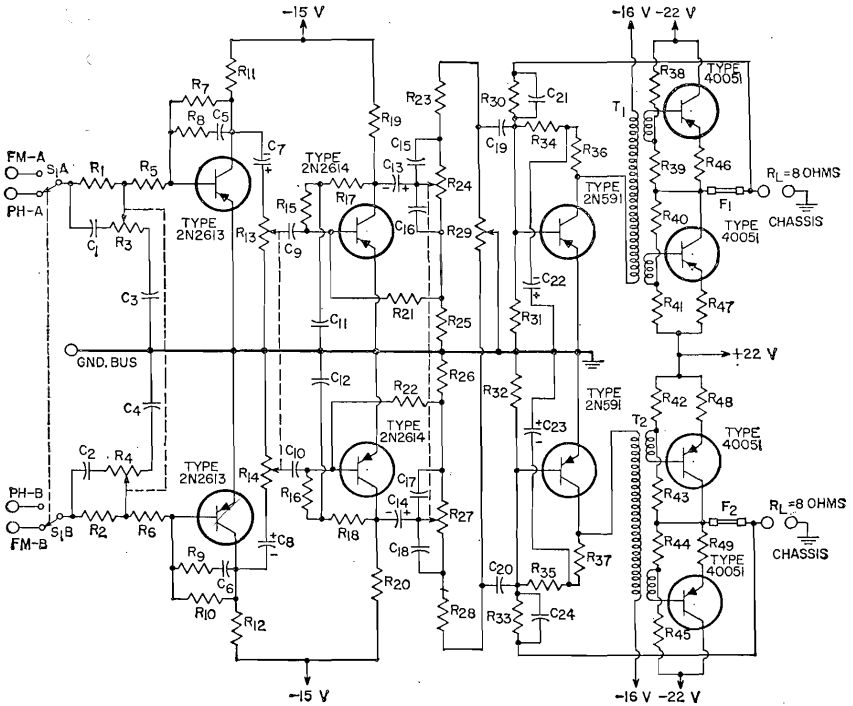 -15 V
-16 V -22 V
R11
R7
R8 C5
C7
+
R19
R23
R30
C21
T1
R38
TYPE
40051
FM-A
S1A
R1
R5
PH-A
C1
R3
TYPE
2N2613
TYPE
2N2614
R15
R17
R13
C9
C15
C13
- +
R24
C16
C19
R34
R36
R29
TYPE
2N591
R39
R46
F1
RL=8 OHMS
CHASSIS
R40
TYPE
40051
C3
C11
R21
R25
C22
-
+
R31
R41
R47
GND. BUS
+22 V
C4
C12
R22
R26
R32
TYPE
2N591
R42
R48
C2
R4
TYPE
2N2613
R14
C10
TYPE
2N2614
C23
+
-
T2
TYPE
40051
PH-B
FM-B
S1B
R2
R6
R16
R18
C17
C14
- +
R27
C18
R43
F2
RL=8 OHMS
CHASSIS
R9
C6
+
C8
-
R10
R12
R20
R28
C20
R35
R37
R33
C24
R44
R49
TYPE
40051
R45
-15 V
-16 V -22 V